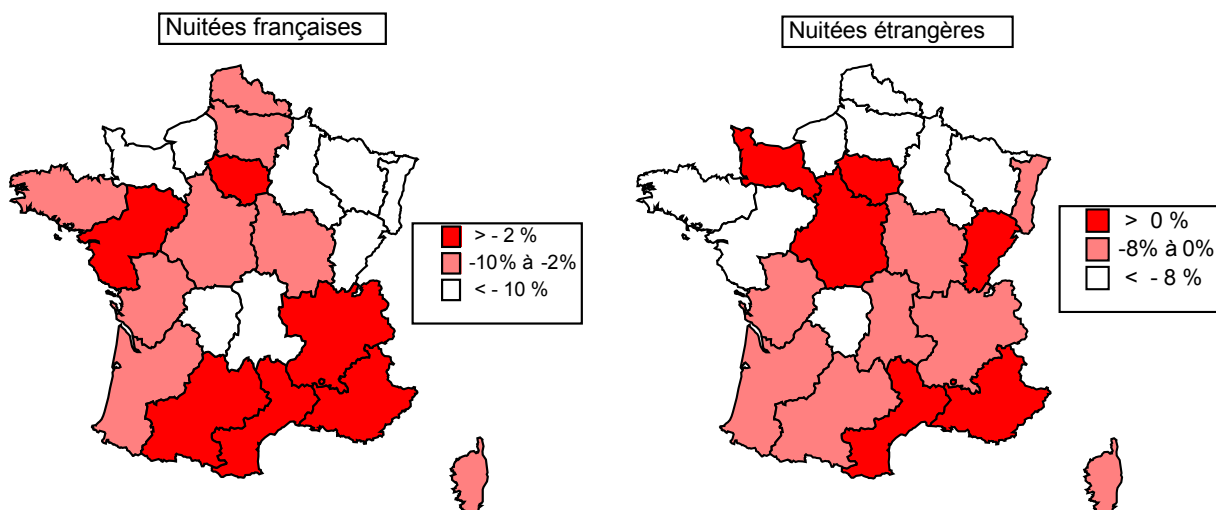 Nuitées françaises
Nuitées étrangères
> - 2 %
-10% à -2%
< - 10 %
> 0 %
-8% à 0%
< - 8 %